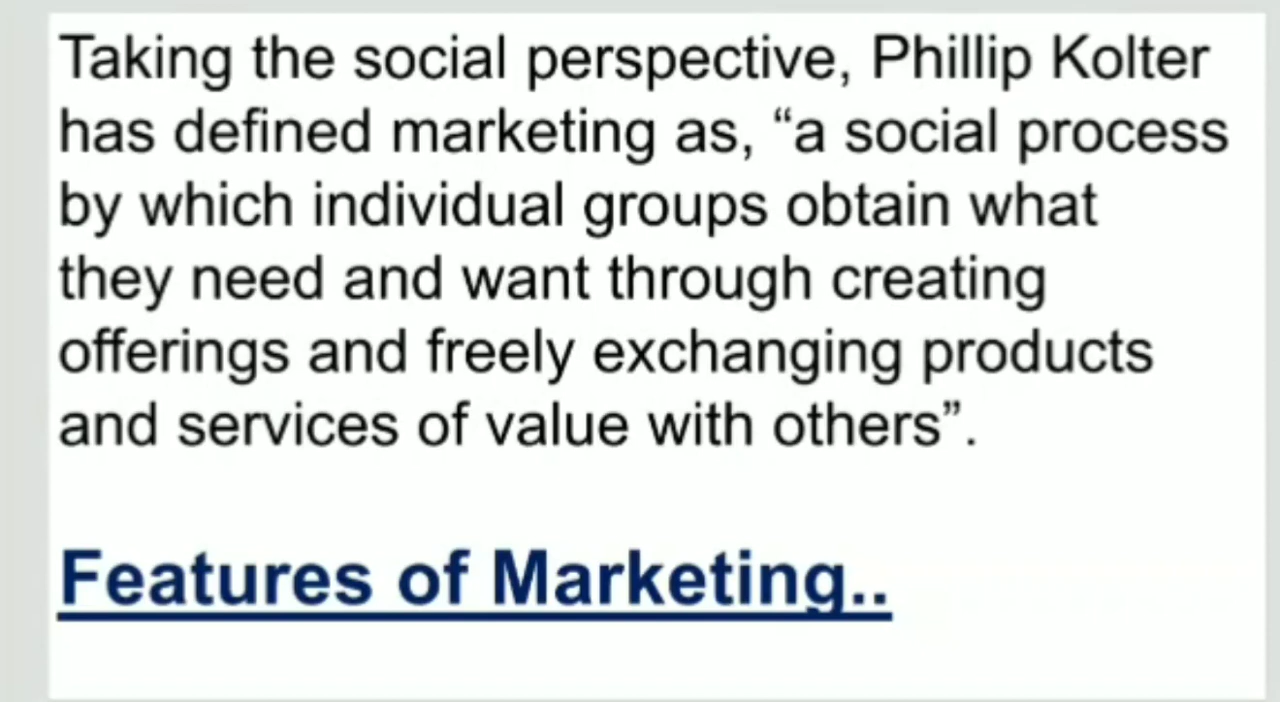 Taking the social perspective, Phillip Kolter
has defined marketing as, “a social process
by which individual groups obtain what
they need and want through creating
offerings and freely exchanging products
and services of value with others”.
Features of Marketing..